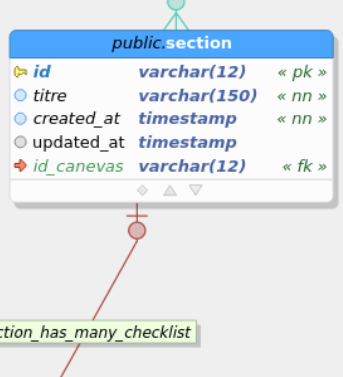 public.section
id varchar(12) « pk »
titre varchar(150) « nn »
created_at timestamp « nn »
updated_at timestamp
id_canevas varchar(12) « fk »
ction_has_many_checklist